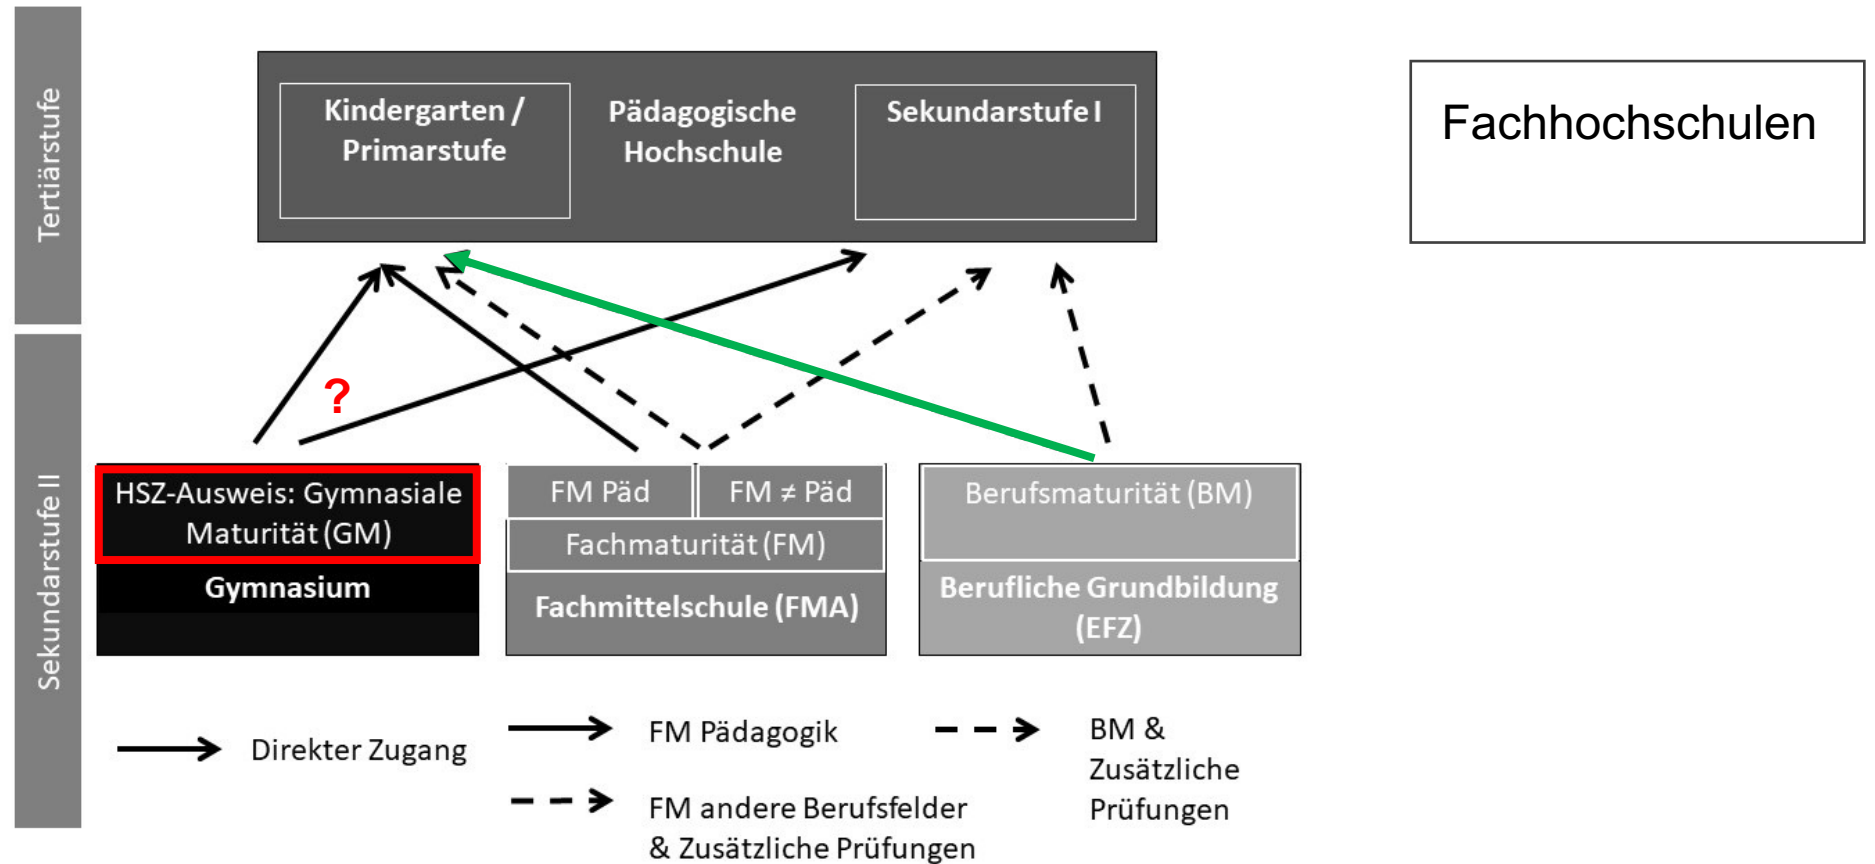 Tertiärstufe
Kindergarten /
Primarstufe
Pädagogische
Hochschule
Sekundarstufe I
Fachhochschulen
?
Sekundarstufe II
HSZ-Ausweis: Gymnasiale
Maturität (GM)
Gymnasium
FM Päd
FM ≠ Päd
Fachmaturität (FM)
Fachmittelschule (FMA)
Berufsmaturität (BM)
Berufliche Grundbildung
(EFZ)
Direkter Zugang
FM Pädagogik
FM andere Berufsfelder
& Zusätzliche Prüfungen
BM &
Zusätzliche
Prüfungen